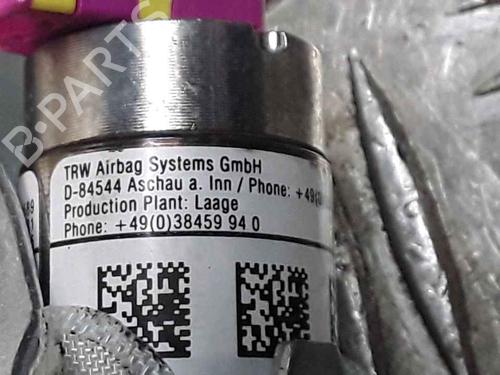 TRW Airbag Systems GmbH
D-84544 Aschau a. Inn / Phone: +49(
Production Plant: Laage
Phone: +49(0)38459 94 0
B-PARTS